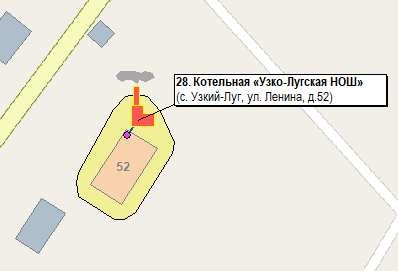 28. Котельная «Узко-Лугская НОШ»
(с. Узкий-Луг, ул. Ленина, д.52)
52